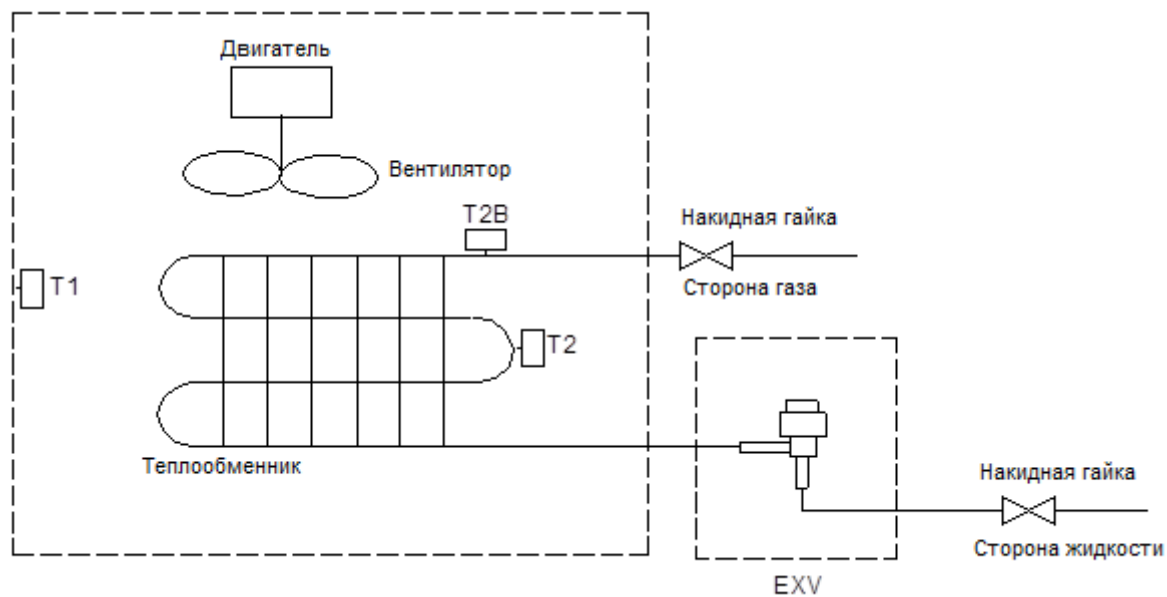 Двигатель
Вентилятор
T2B
Накидная гайка
T1
Сторона газа
T2
Теплообменник
Накидная гайка
Сторона жидкости
EXV